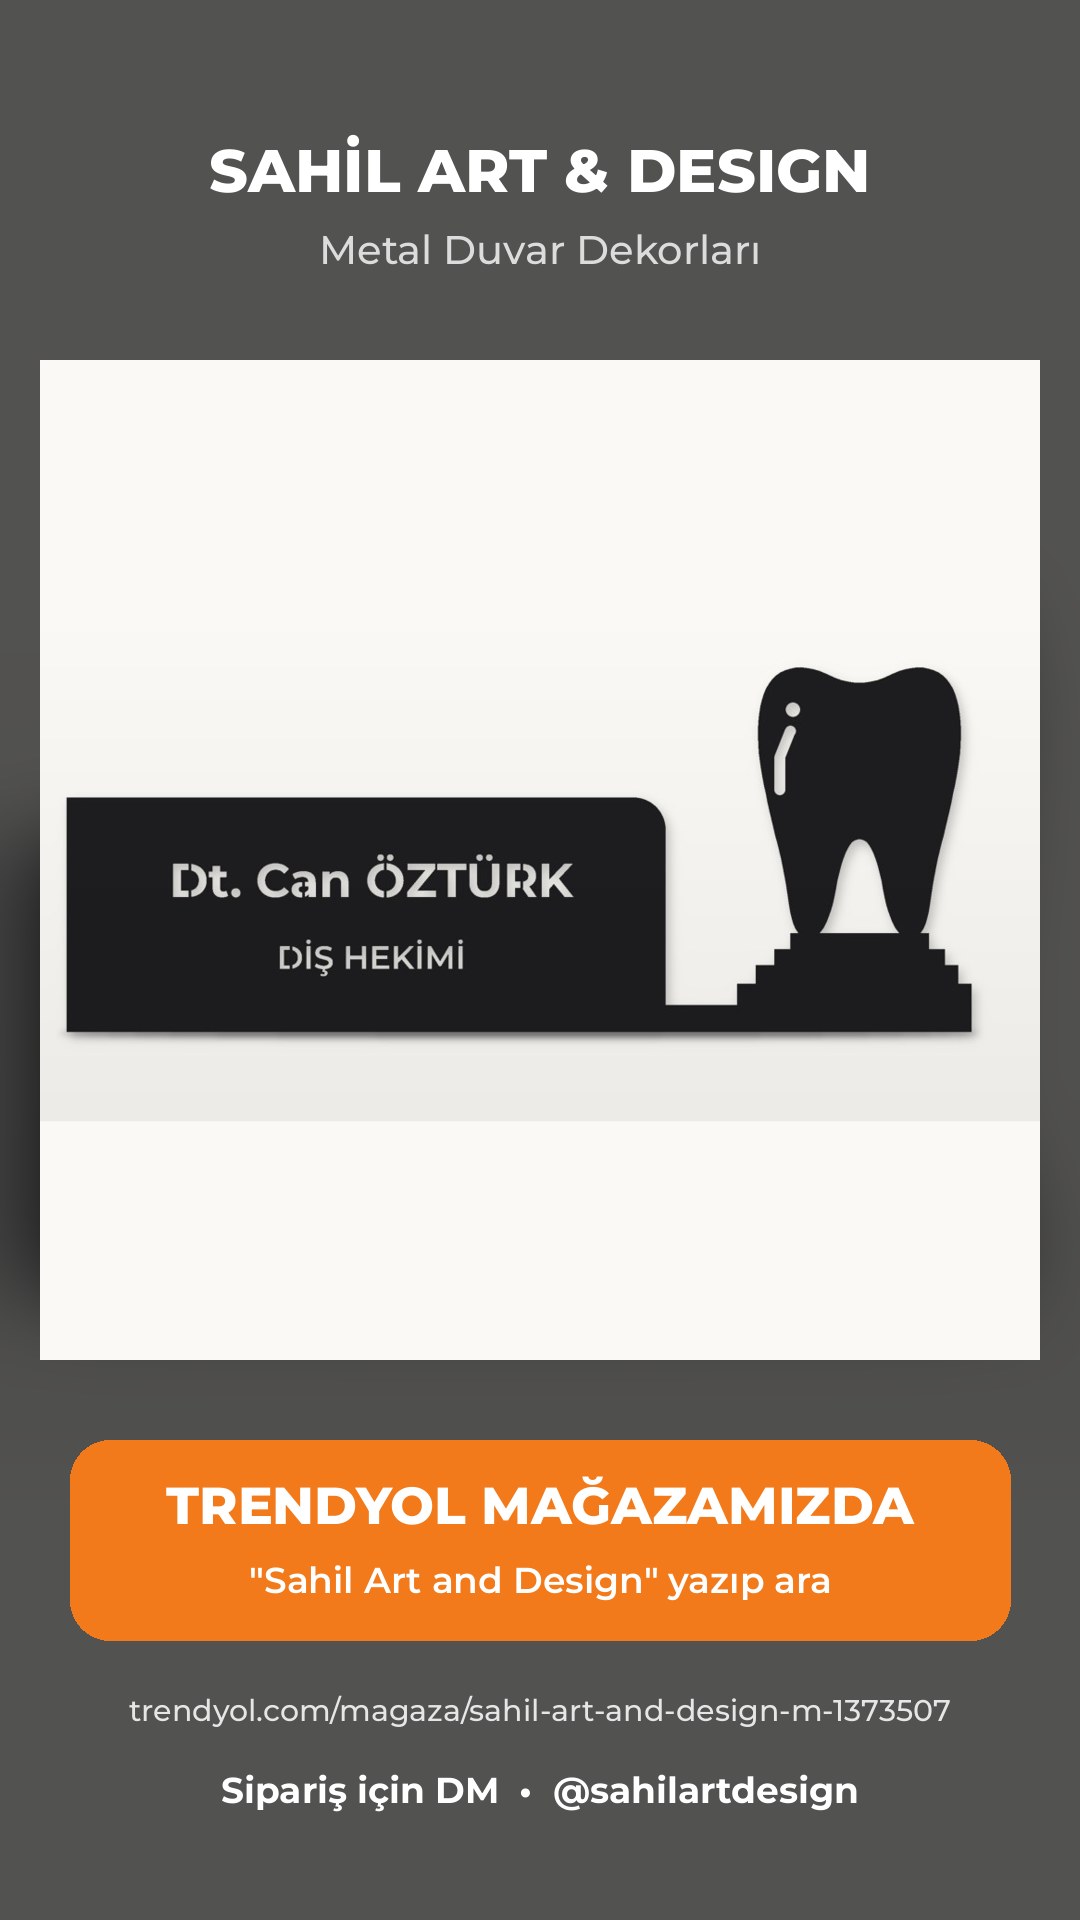 SAHİL ART & DESIGN
Metal Duvar Dekorları
Dt. Can ÖZTÜRK
DİŞ HEKİMİ
TRENDYOL MAĞAZAMIZDA
"Sahil Art and Design" yazıp ara
trendyol.com/magaza/sahil-art-and-design-m-1373507
Sipariş için DM • @sahilartdesign